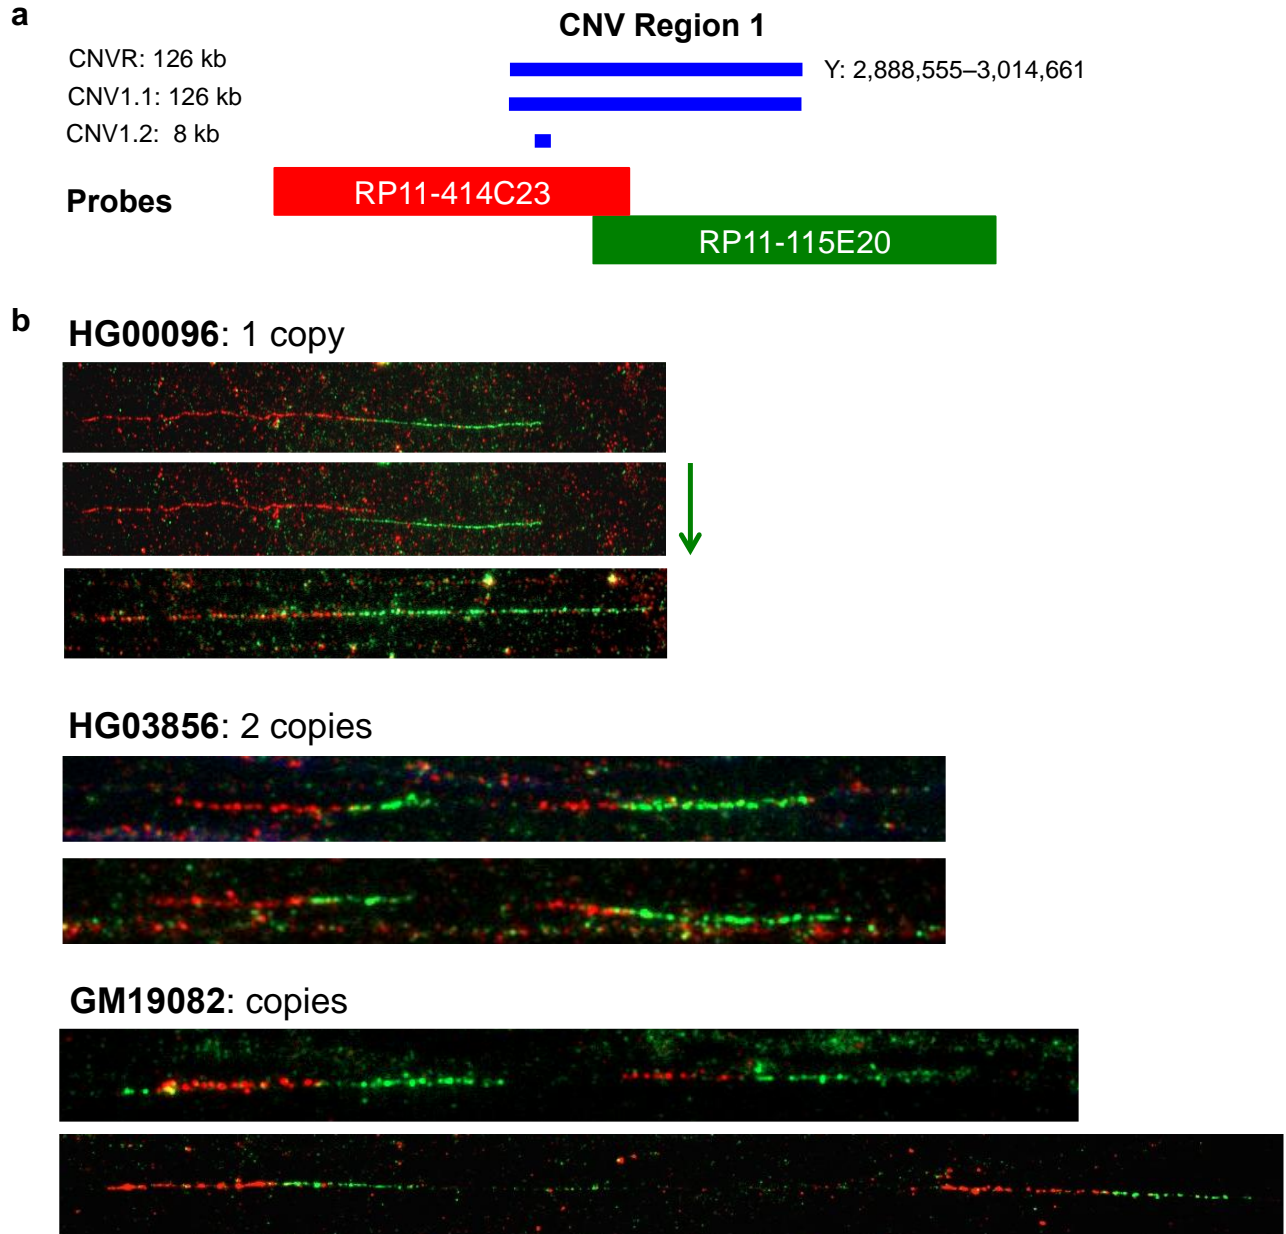 a
CNV Region 1
CNVR: 126 kb
Y: 2,888,555–3,014,661
CNV1.1: 126 kb
CNV1.2: 8 kb
Probes
RP11-414C23
RP11-115E20
b
HG00096: 1 copy
HG03856: 2 copies
GM19082: copies